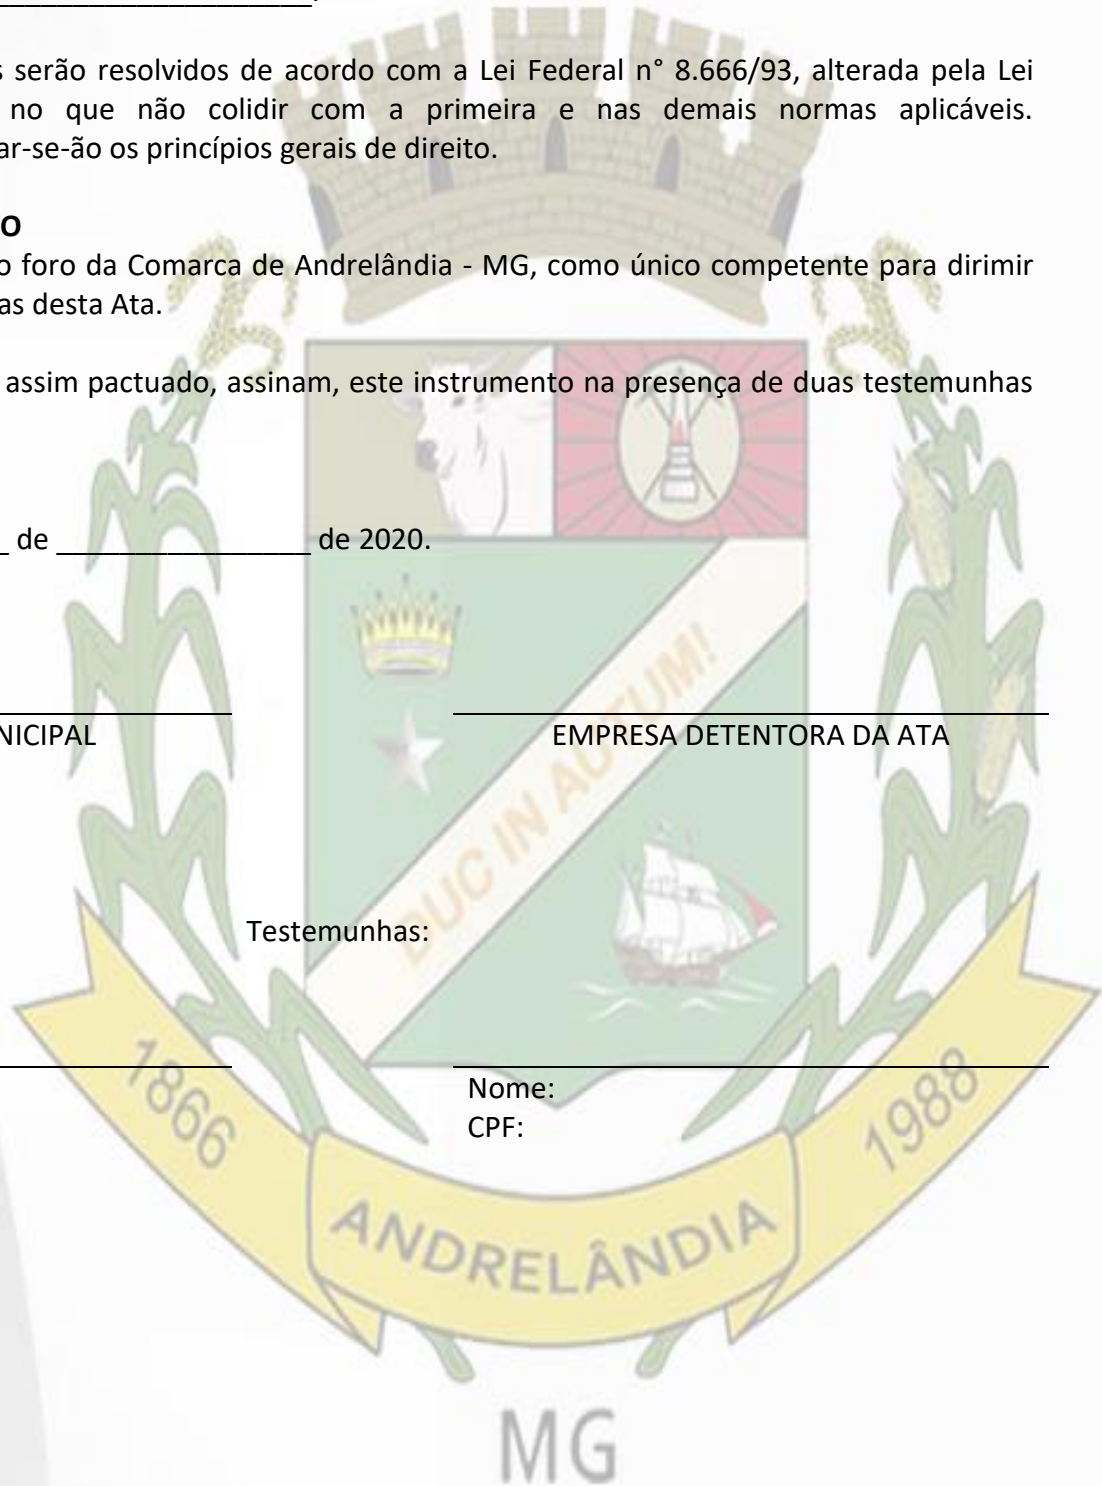 s serão resolvidos de acordo com a Lei Federal n° 8.666/93, alterada pela Lei
no que não colidir com a primeira e nas demais normas aplicáveis.
ar-se-ão os princípios gerais de direito.
O
o foro da Comarca de Andrelândia - MG, como único competente para dirimir
as desta Ata.
assim pactuado, assinam, este instrumento na presença de duas testemunhas
_ de ________________ de 2020.
NICIPAL
EMPRESA DETENTORA DA ATA
DUC IN AUTUM!
Testemunhas:
Nome:
CPF:
1866
ANDRELÂNDIA
1988
MG